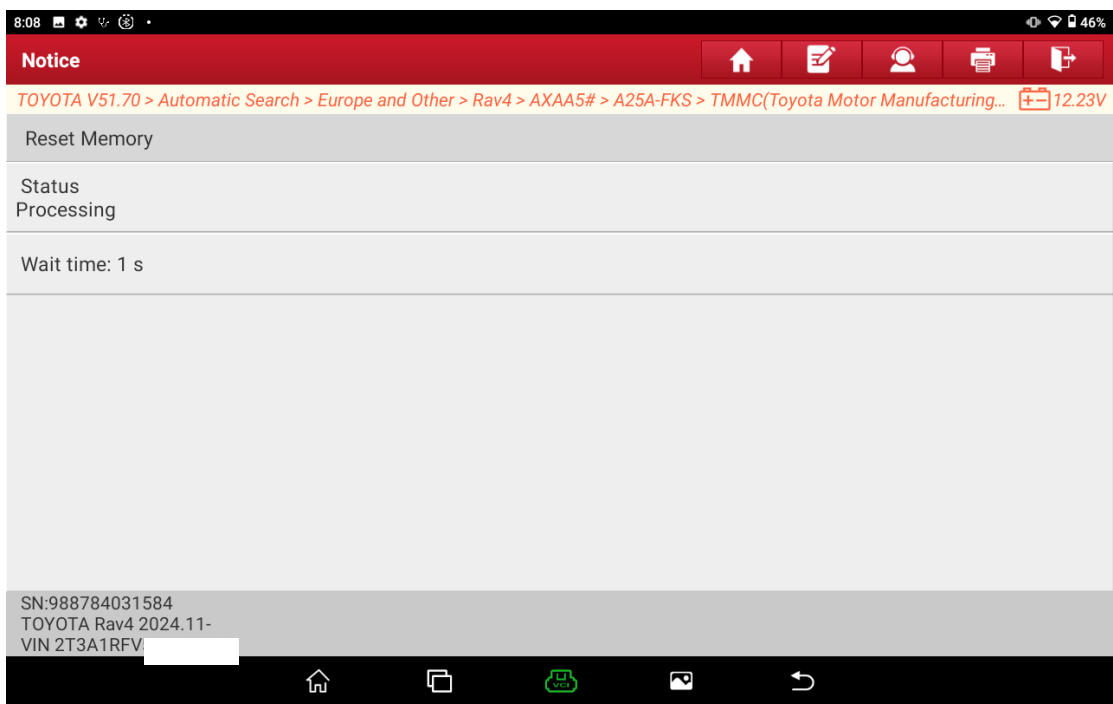 8:08
46%
Notice
TOYOTA V51.70 > Automatic Search > Europe and Other > Rav4 > AXAA5# > A25A-FKS > TMMC(Toyota Motor Manufacturing... 12.23V
Reset Memory
Status
Processing
Wait time: 1 s
SN:988784031584
TOYOTA Rav4 2024.11-
VIN 2T3A1RFV
VCI